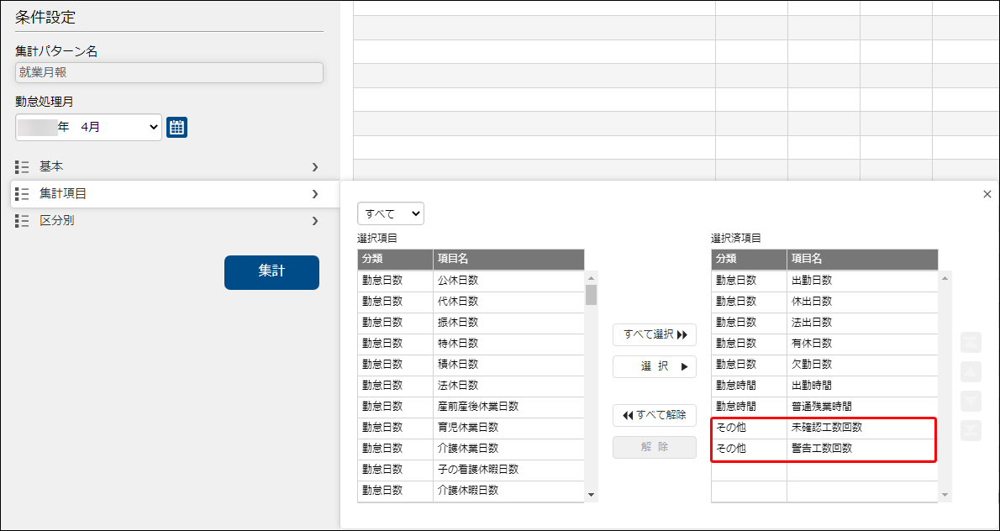 条件設定
集計パターン名
就業月報
勤怠処理月
年 4月
基本
集計項目
区分別
集計
すべて
選択項目
分類 項目名
勤怠日数 公休日数
勤怠日数 代休日数
勤怠日数 振休日数
勤怠日数 特休日数
勤怠日数 積休日数
勤怠日数 法休日数
勤怠日数 産前産後休業日数
勤怠日数 育児休業日数
勤怠日数 介護休業日数
勤怠日数 子の看護休暇日数
勤怠日数 介護休暇日数
すべて選択
選 択
すべて解除
解 除
選択済項目
分類 項目名
勤怠日数 出勤日数
勤怠日数 休出日数
勤怠日数 法出日数
勤怠日数 有休日数
勤怠日数 欠勤日数
勤怠時間 出勤時間
勤怠時間 普通残業時間
その他 未確認工数回数
その他 警告工数回数